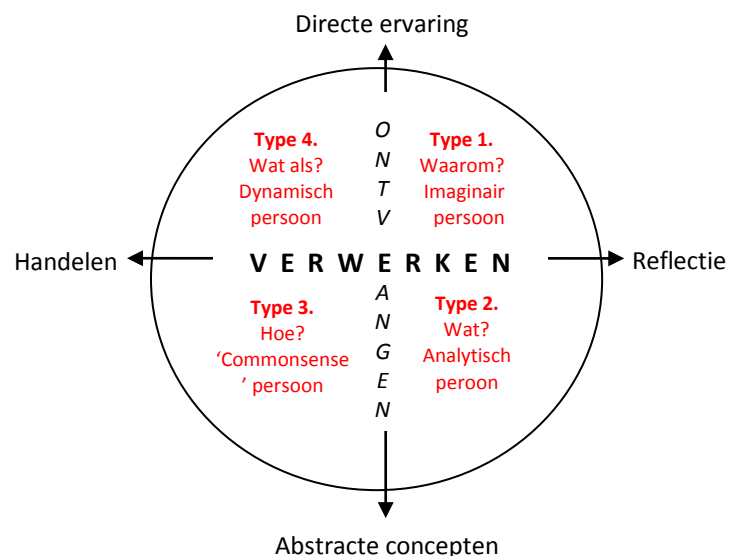 Directe ervaring
Type 4.
Wat als?
Dynamisch
persoon
Type 1.
Waarom?
Imaginair
persoon
O N T V A N G E N
Handelen
V E R W E R K E N
Reflectie
Type 3.
Hoe?
‘Commonsense
’ persoon
Type 2.
Wat?
Analytisch
peroon
Abstracte concepten